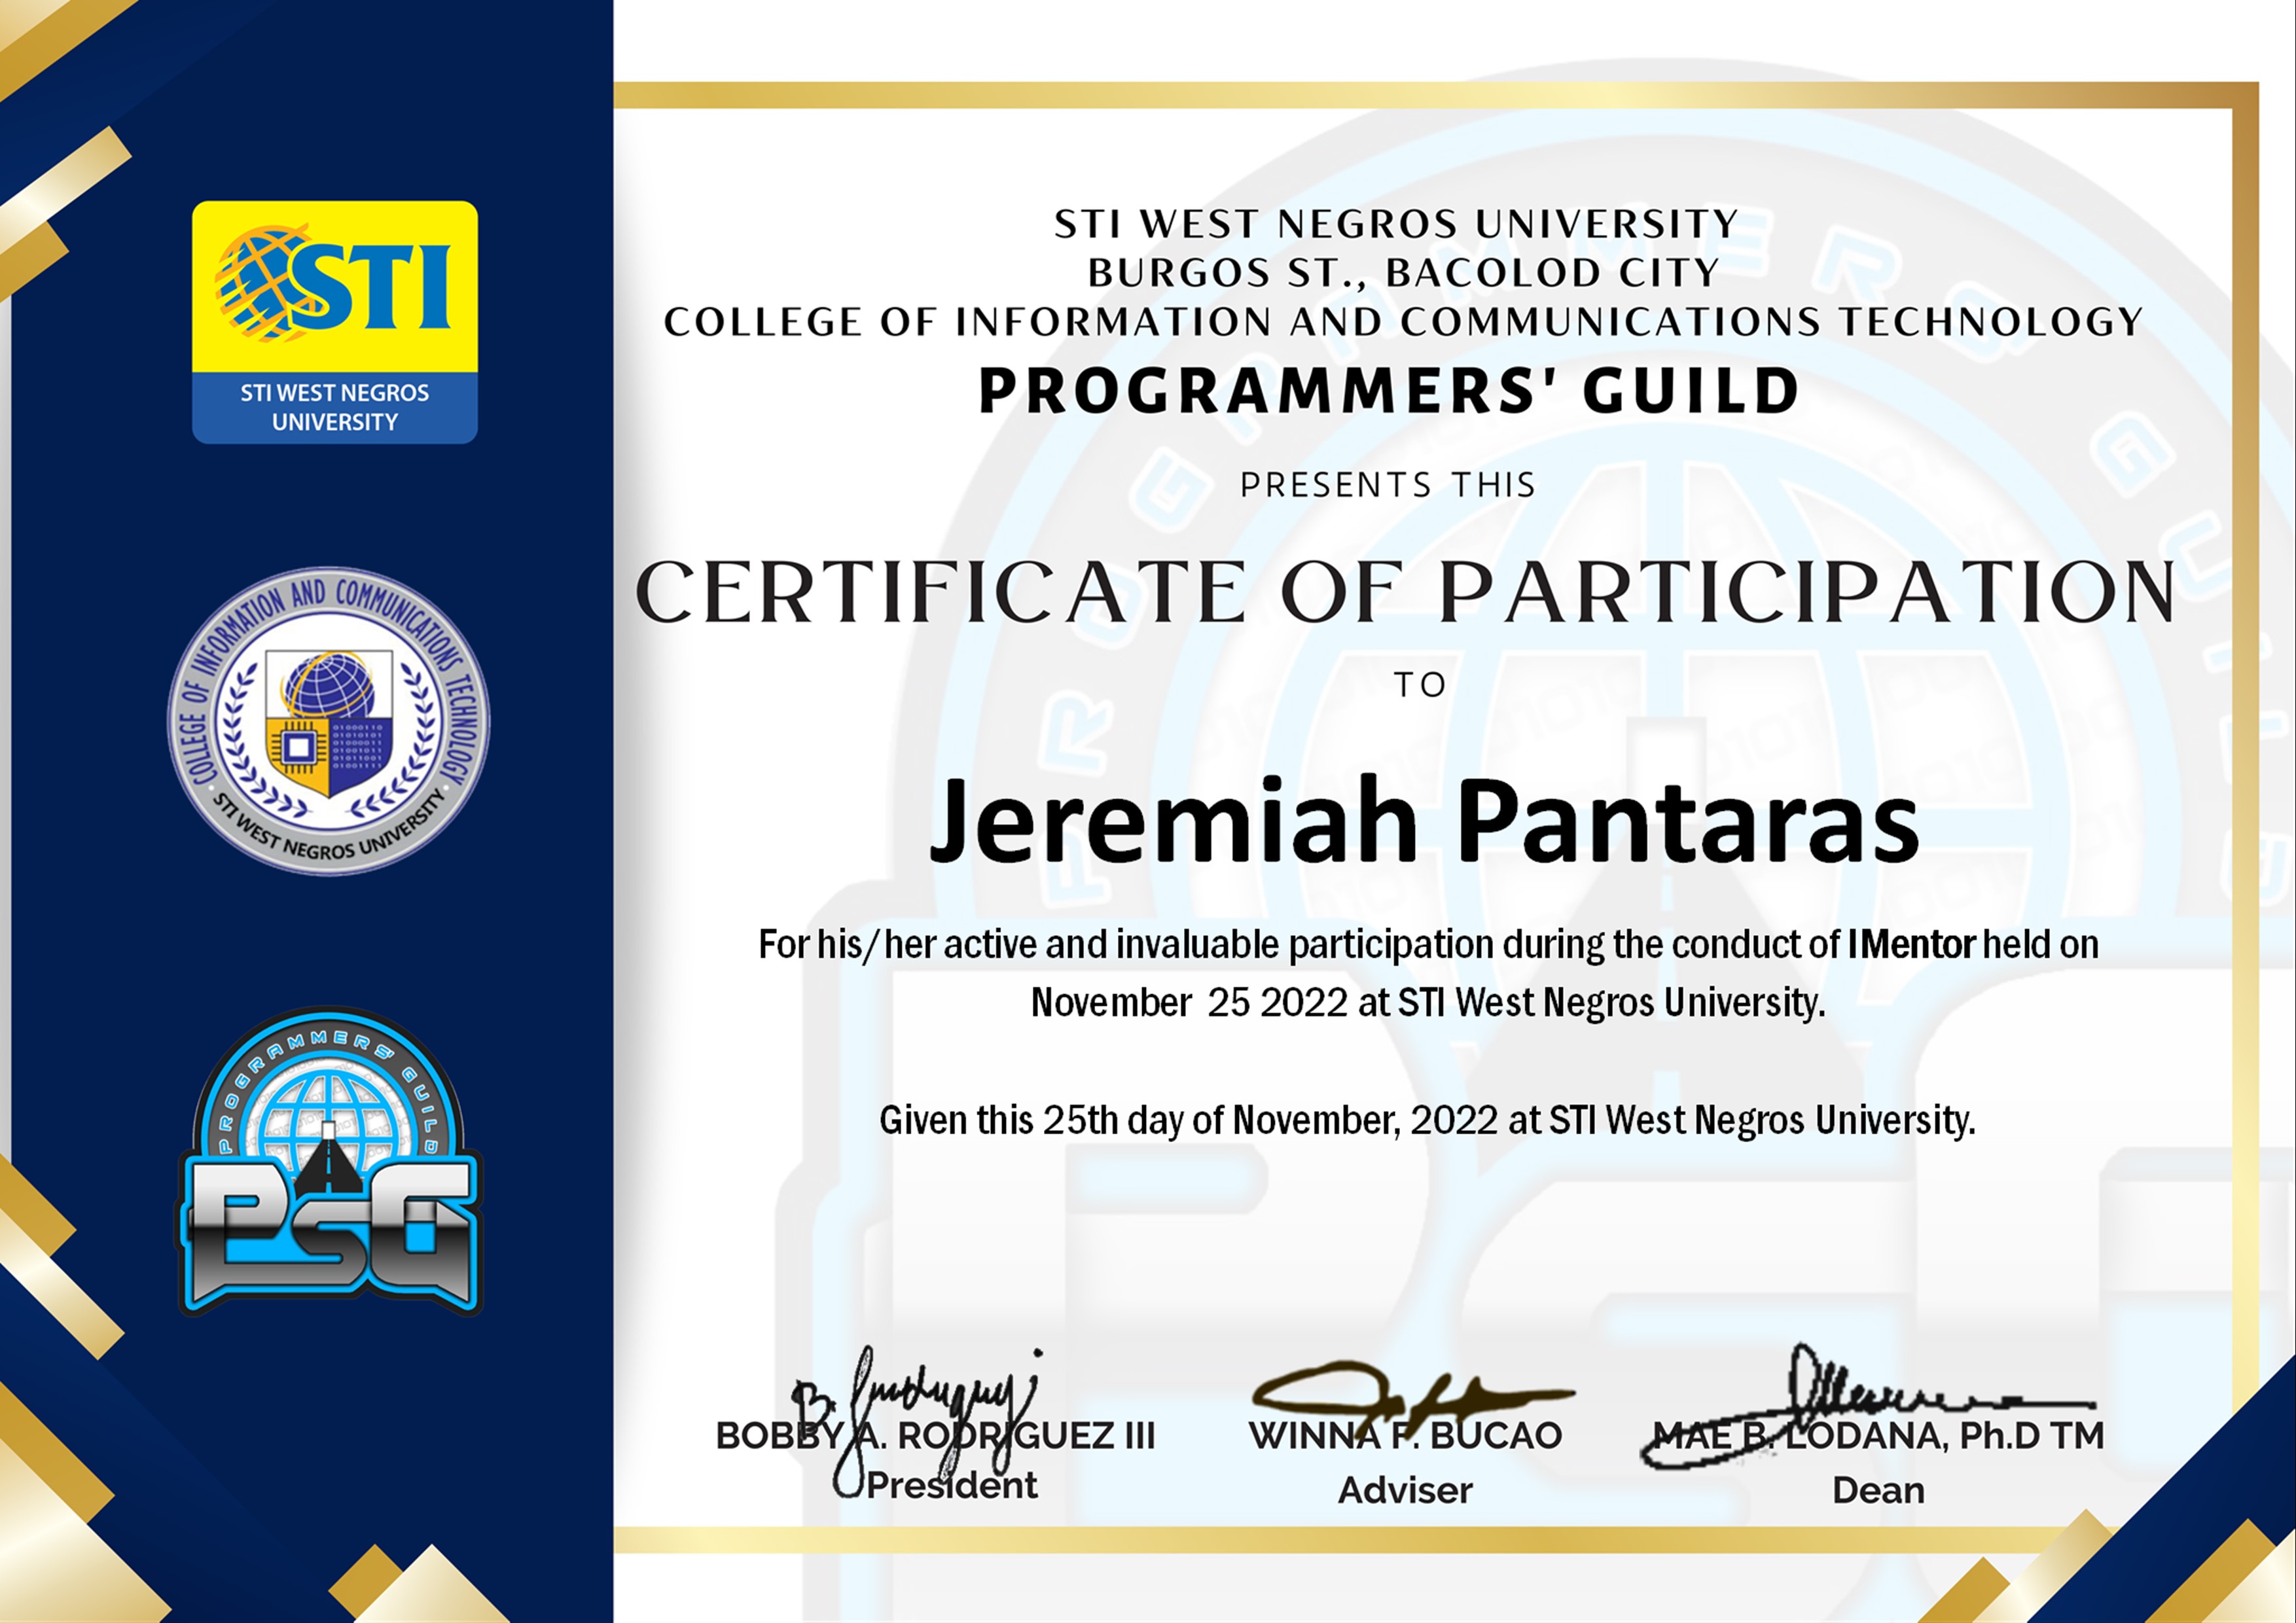 STI
STI WEST NEGROS
UNIVERSITY
COLLEGE OF INFORMATION AND COMMUNICATIONS TECHNOLOGY
STI WEST NEGROS UNIVERSITY
PROGRAMMERS' GUILD
PSG
STI WEST NEGROS UNIVERSITY
BURGOS ST., BACOLOD CITY
COLLEGE OF INFORMATION AND COMMUNICATIONS TECHNOLOGY
PROGRAMMERS' GUILD
PRESENTS THIS
CERTIFICATE OF PARTICIPATION
TO
Jeremiah Pantaras
For his/her active and invaluable participation during the conduct of IMentor held on
November 25 2022 at STI West Negros University.
Given this 25th day of November, 2022 at STI West Negros University.
BOBBY A. RODRIGUEZ III
President
WINNA F. BUCAO
Adviser
MAE B. LODANA, Ph.D TM
Dean